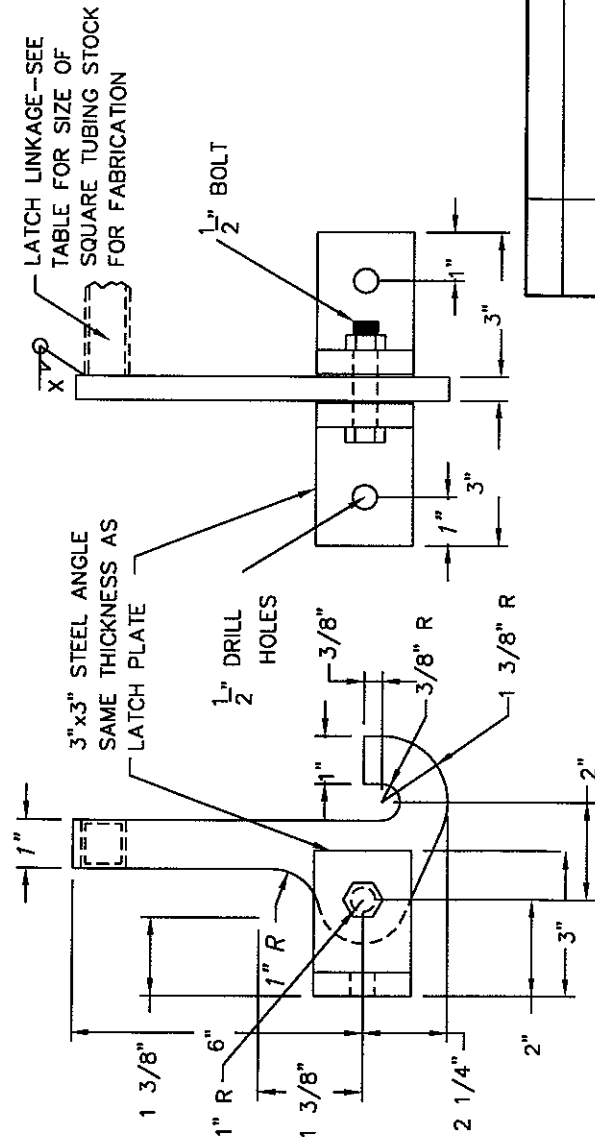 LATCH LINKAGE-SEE
TABLE FOR SIZE OF
SQUARE TUBING STOCK
FOR FABRICATION
X
3"x3" STEEL ANGLE
SAME THICKNESS AS
LATCH PLATE
1/2" BOLT
1/2" DRILL
HOLES
1"
3"
3"
1"
1"
1 3/8"
6"
1" R
1" R
1 3/8"
2 1/4"
2"
3"
2"
1"
3/8"
3/8" R
1 3/8" R